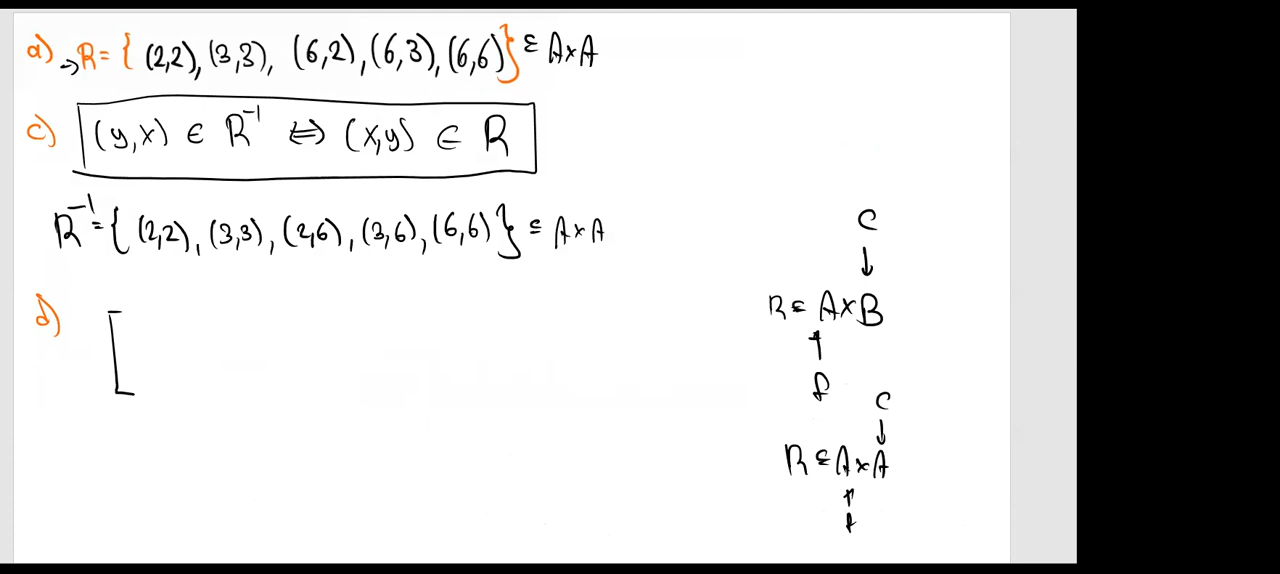 a) → R = { (2,2), (3,3), (6,2), (6,3), (6,6) } ⊆ A×A
c) (y,x) ∈ R⁻¹ ⇔ (x,y) ∈ R
R⁻¹ = { (2,2), (3,3), (2,6), (3,6), (6,6) } ⊆ A×A
d) [
C
↓
R ⊆ A×B
↑
C
↓
R ⊆ A×A
↑